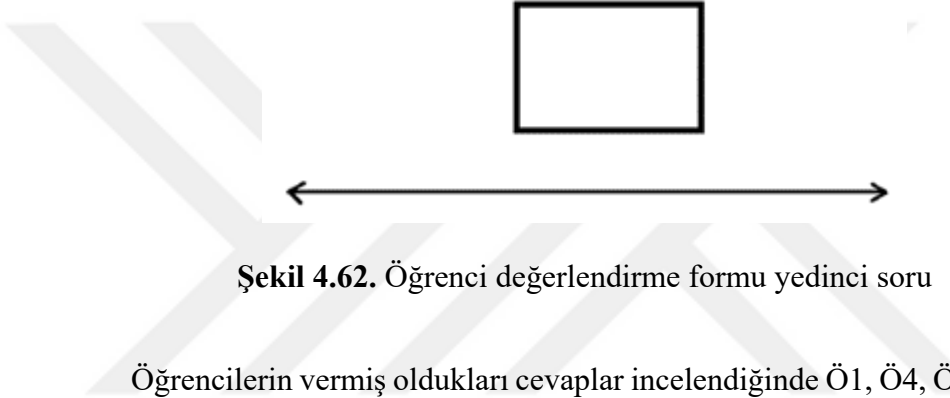 Şekil 4.62. Öğrenci değerlendirme formu yedinci soru
Öğrencilerin vermiş oldukları cevaplar incelendiğinde Ö1, Ö4,